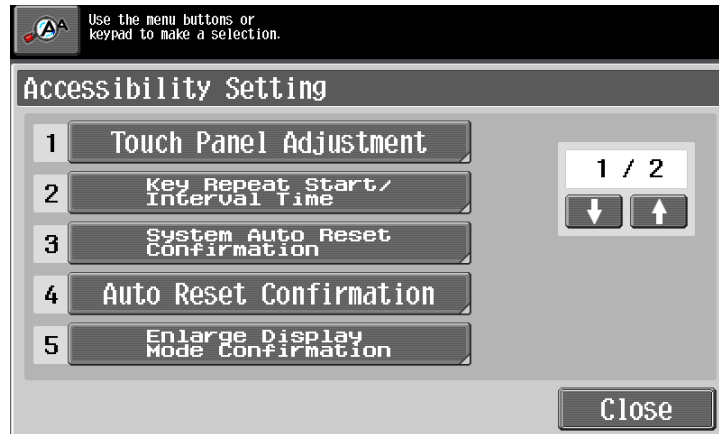 Use the menu buttons or
keypad to make a selection.
Accessibility Setting
1 Touch Panel Adjustment
2 Key Repeat Start/
Interval Time
3 System Auto Reset
Confirmation
4 Auto Reset Confirmation
5 Enlarge Display
Mode Confirmation
1 / 2
Close